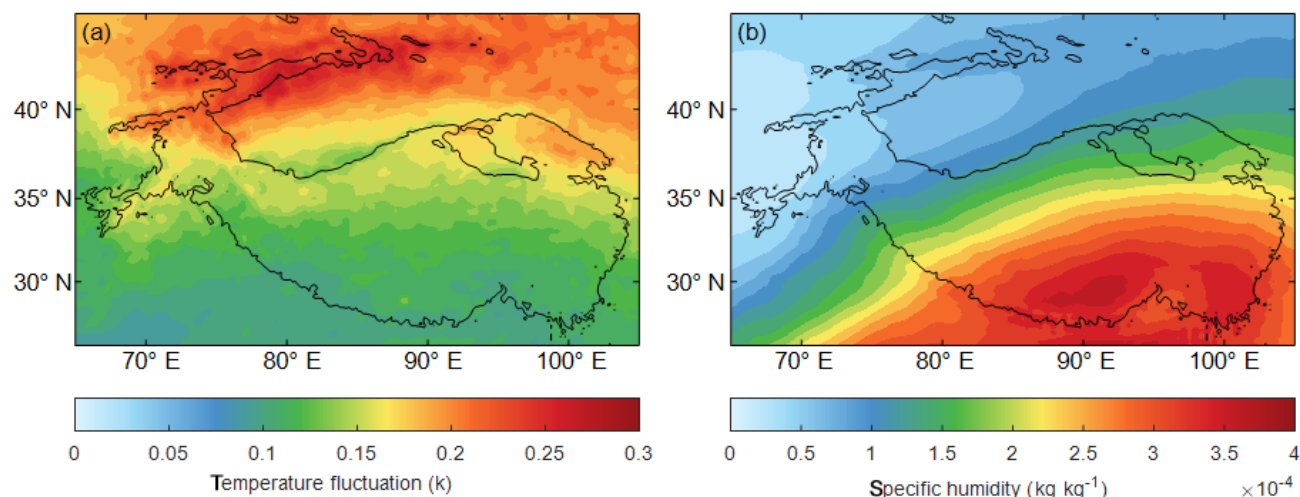 (a)
40° N
35° N
30° N
70° E 80° E 90° E 100° E
0 0.05 0.1 0.15 0.2 0.25 0.3
Temperature fluctuation (k)
(b)
40° N
35° N
30° N
70° E 80° E 90° E 100° E
0 0.5 1 1.5 2 2.5 3 3.5 4
Specific humidity (kg kg⁻¹) ×10⁻⁴